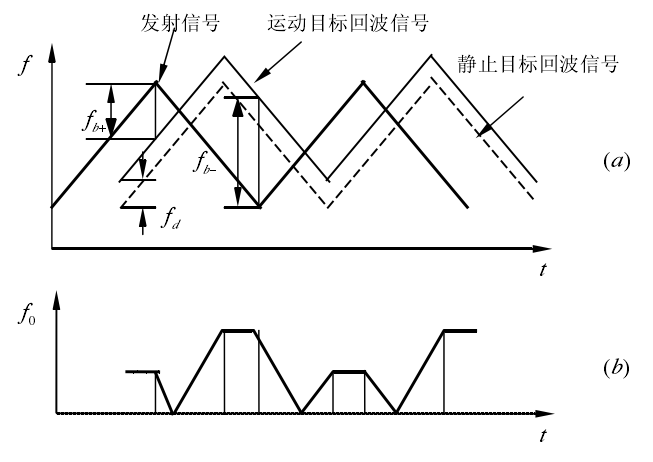 发射信号
运动目标回波信号
f
静止目标回波信号
f_{b+}
f_{b-}
(a)
f_d
t
f_0
(b)
t